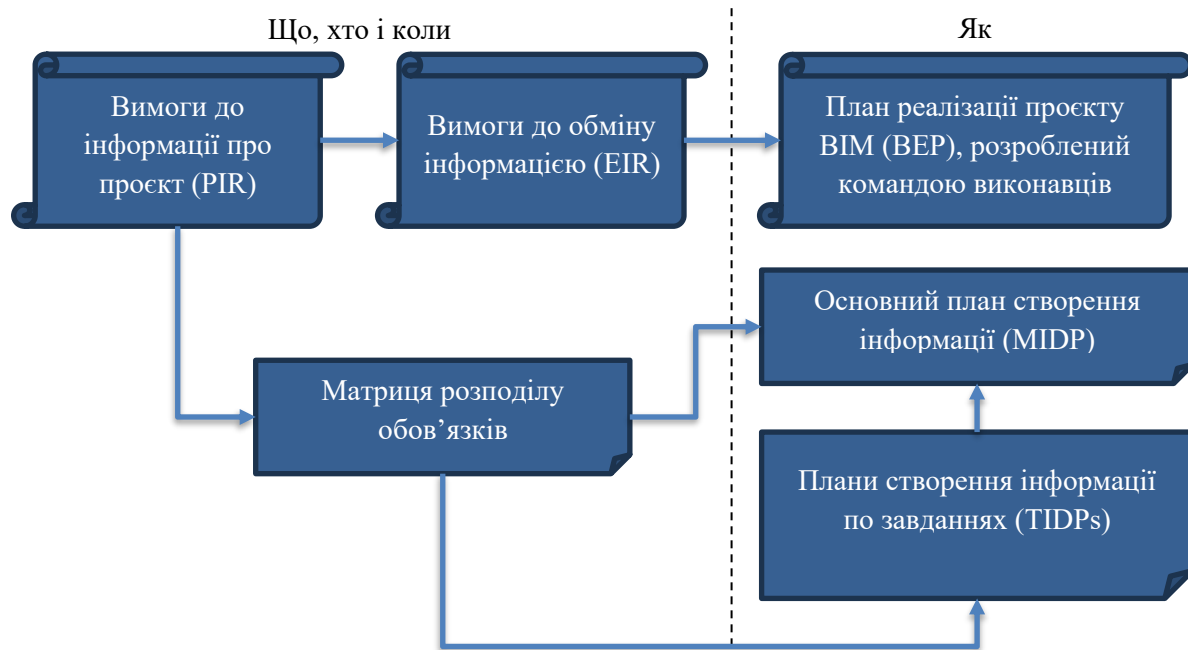 Що, хто і коли
Як
Вимоги до
інформації про
проєкт (PIR)
Вимоги до обміну
інформацією (EIR)
План реалізації проєкту
BIM (BEP), розроблений
командою виконавців
Основний план створення
інформації (MIDP)
Матриця розподілу
обов’язків
Плани створення інформації
по завданнях (TIDPs)